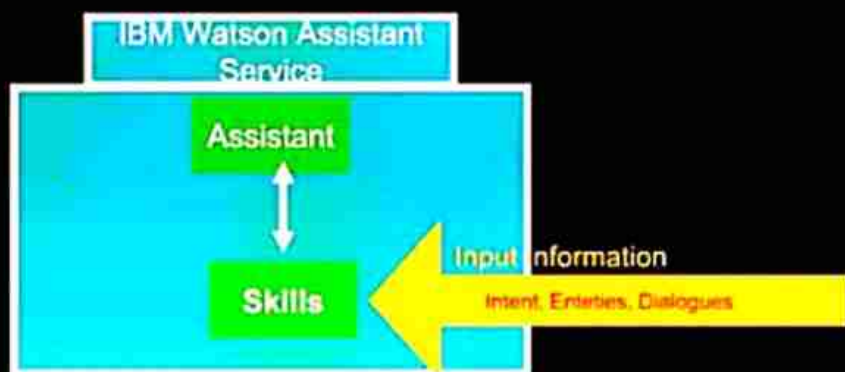 IBM Watson Assistant
Service
Assistant
Skills
Input Information
Intent, Enteties, Dialogues